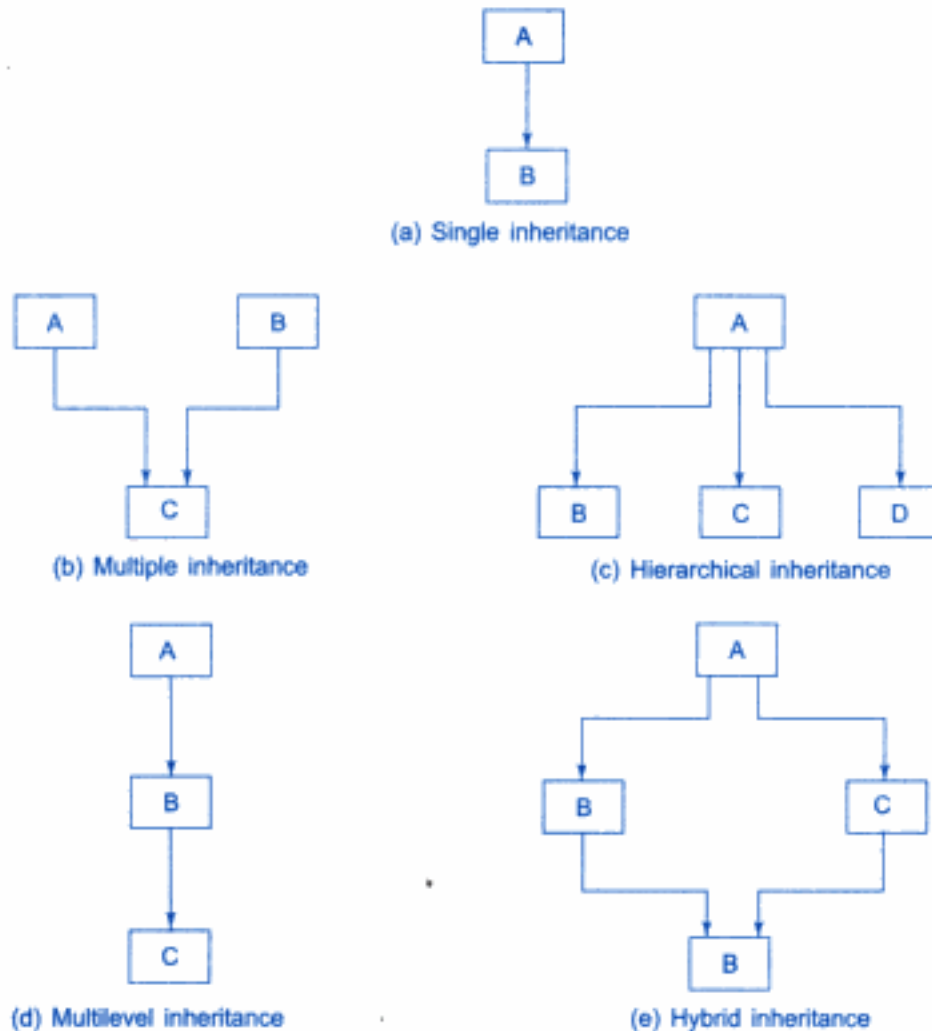 A
B
(a) Single inheritance
A B
C
(b) Multiple inheritance
A
B C D
(c) Hierarchical inheritance
A
B
C
(d) Multilevel inheritance
A
B C
B
(e) Hybrid inheritance